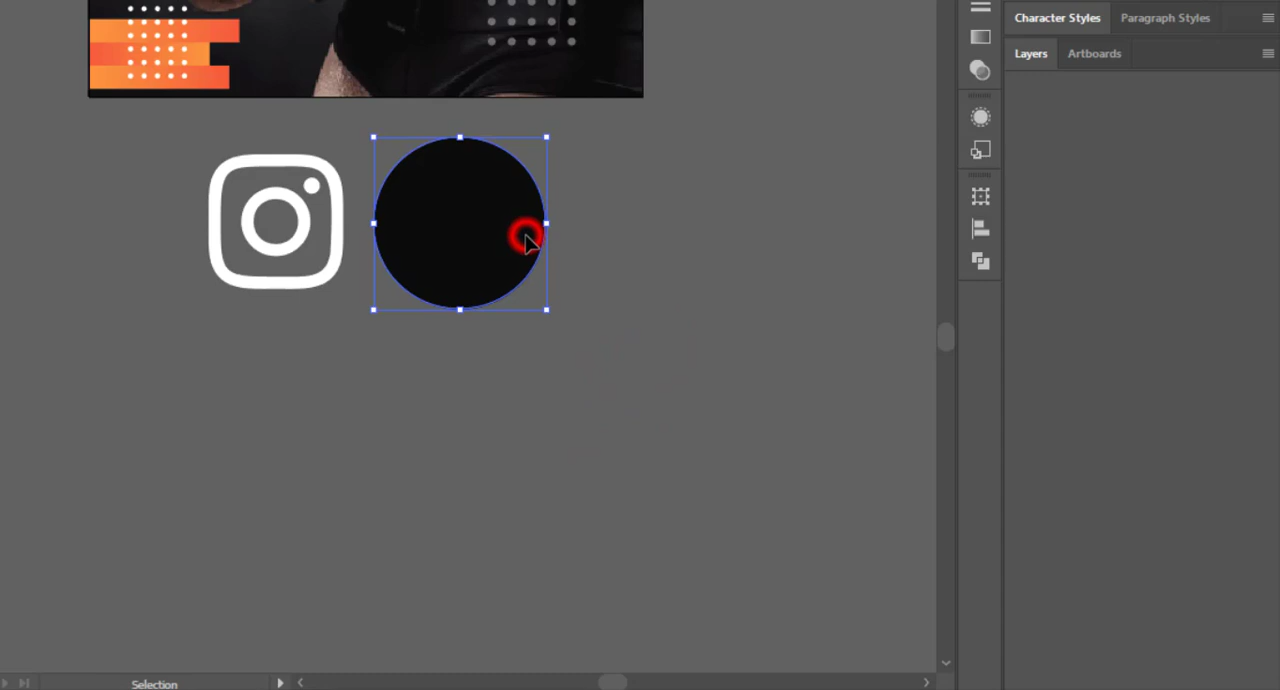 Character Styles
Paragraph Styles
Layers
Artboards
Selection